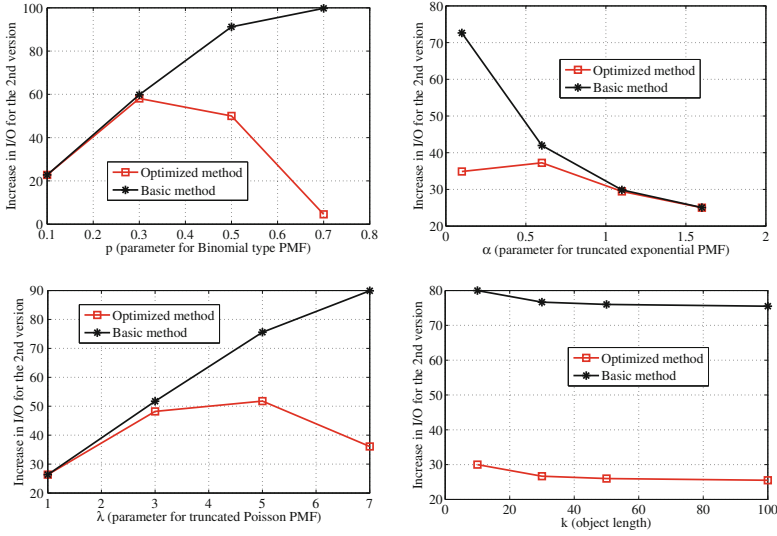 Increase in I/O for the 2nd version
100
80
60
40
20
0
Optimized method
Basic method
0.1 0.2 0.3 0.4 0.5 0.6 0.7 0.8
p (parameter for Binomial type PMF)
Increase in I/O for the 2nd version
80
70
60
50
40
30
20
Optimized method
Basic method
0 0.5 1 1.5 2
α (parameter for truncated exponential PMF)
Increase in I/O for the 2nd version
90
80
70
60
50
40
30
20
Optimized method
Basic method
1 2 3 4 5 6 7
λ (parameter for truncated Poisson PMF)
Increase in I/O for the 2nd version
80
70
60
50
40
30
20
Optimized method
Basic method
0 20 40 60 80 100
k (object length)